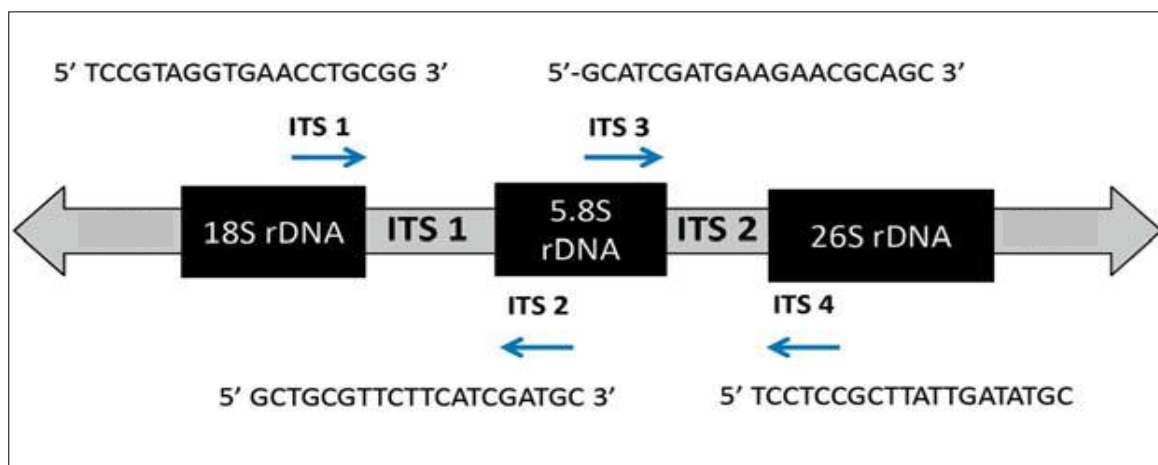 5’ TCCGTAGGTGAACCTGCGG 3’
5’-GCATCGATGAAGAACGCAGC 3’
ITS 1
ITS 3
18S rDNA
ITS 1
5.8S
rDNA
ITS 2
26S rDNA
ITS 2
ITS 4
5’ GCTGCGTTCTTCATCGATGC 3’
5’ TCCTCCGCTTATTGATATGC